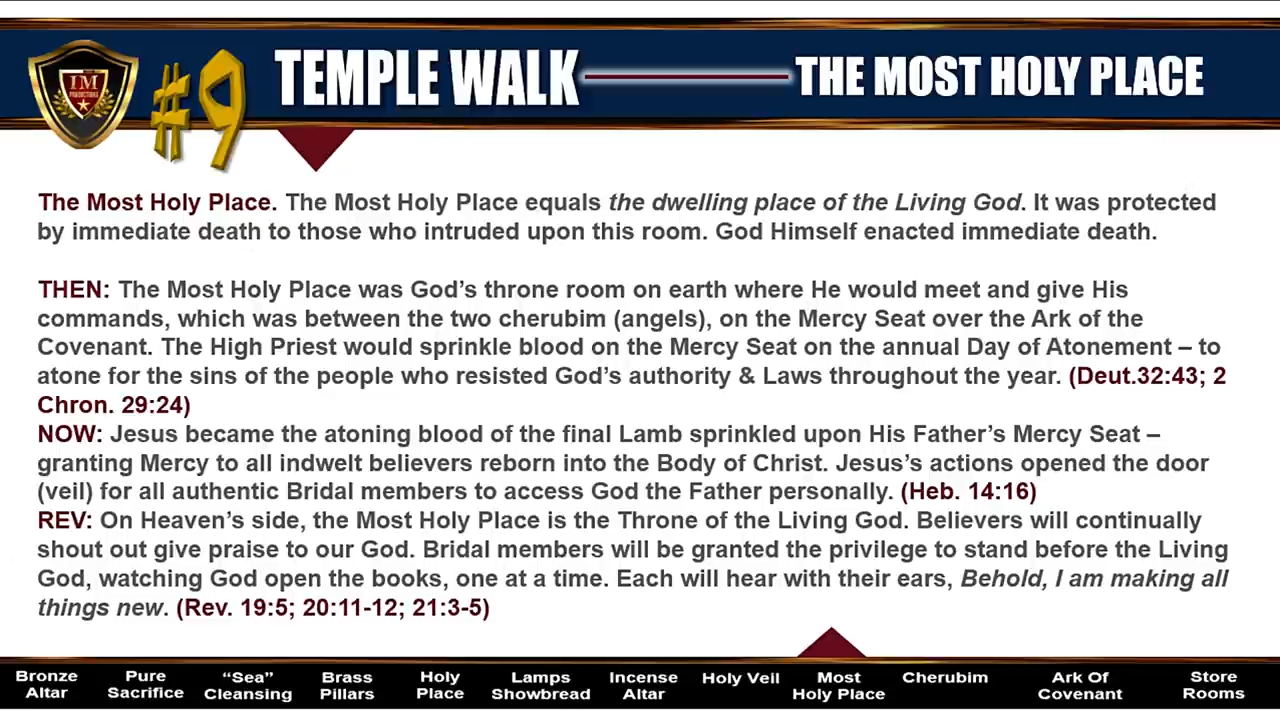 IM
PRODUCTIONS
#9
TEMPLE WALK
THE MOST HOLY PLACE
The Most Holy Place. The Most Holy Place equals the dwelling place of the Living God. It was protected
by immediate death to those who intruded upon this room. God Himself enacted immediate death.
THEN: The Most Holy Place was God’s throne room on earth where He would meet and give His
commands, which was between the two cherubim (angels), on the Mercy Seat over the Ark of the
Covenant. The High Priest would sprinkle blood on the Mercy Seat on the annual Day of Atonement – to
atone for the sins of the people who resisted God’s authority & Laws throughout the year. (Deut.32:43; 2
Chron. 29:24)
NOW: Jesus became the atoning blood of the final Lamb sprinkled upon His Father’s Mercy Seat –
granting Mercy to all indwelt believers reborn into the Body of Christ. Jesus’s actions opened the door
(veil) for all authentic Bridal members to access God the Father personally. (Heb. 14:16)
REV: On Heaven’s side, the Most Holy Place is the Throne of the Living God. Believers will continually
shout out give praise to our God. Bridal members will be granted the privilege to stand before the Living
God, watching God open the books, one at a time. Each will hear with their ears, Behold, I am making all
things new. (Rev. 19:5; 20:11-12; 21:3-5)
Bronze
Altar
Pure
Sacrifice
“Sea”
Cleansing
Brass
Pillars
Holy
Place
Lamps
Showbread
Incense
Altar
Holy Veil
Most
Holy Place
Cherubim
Ark Of
Covenant
Store
Rooms